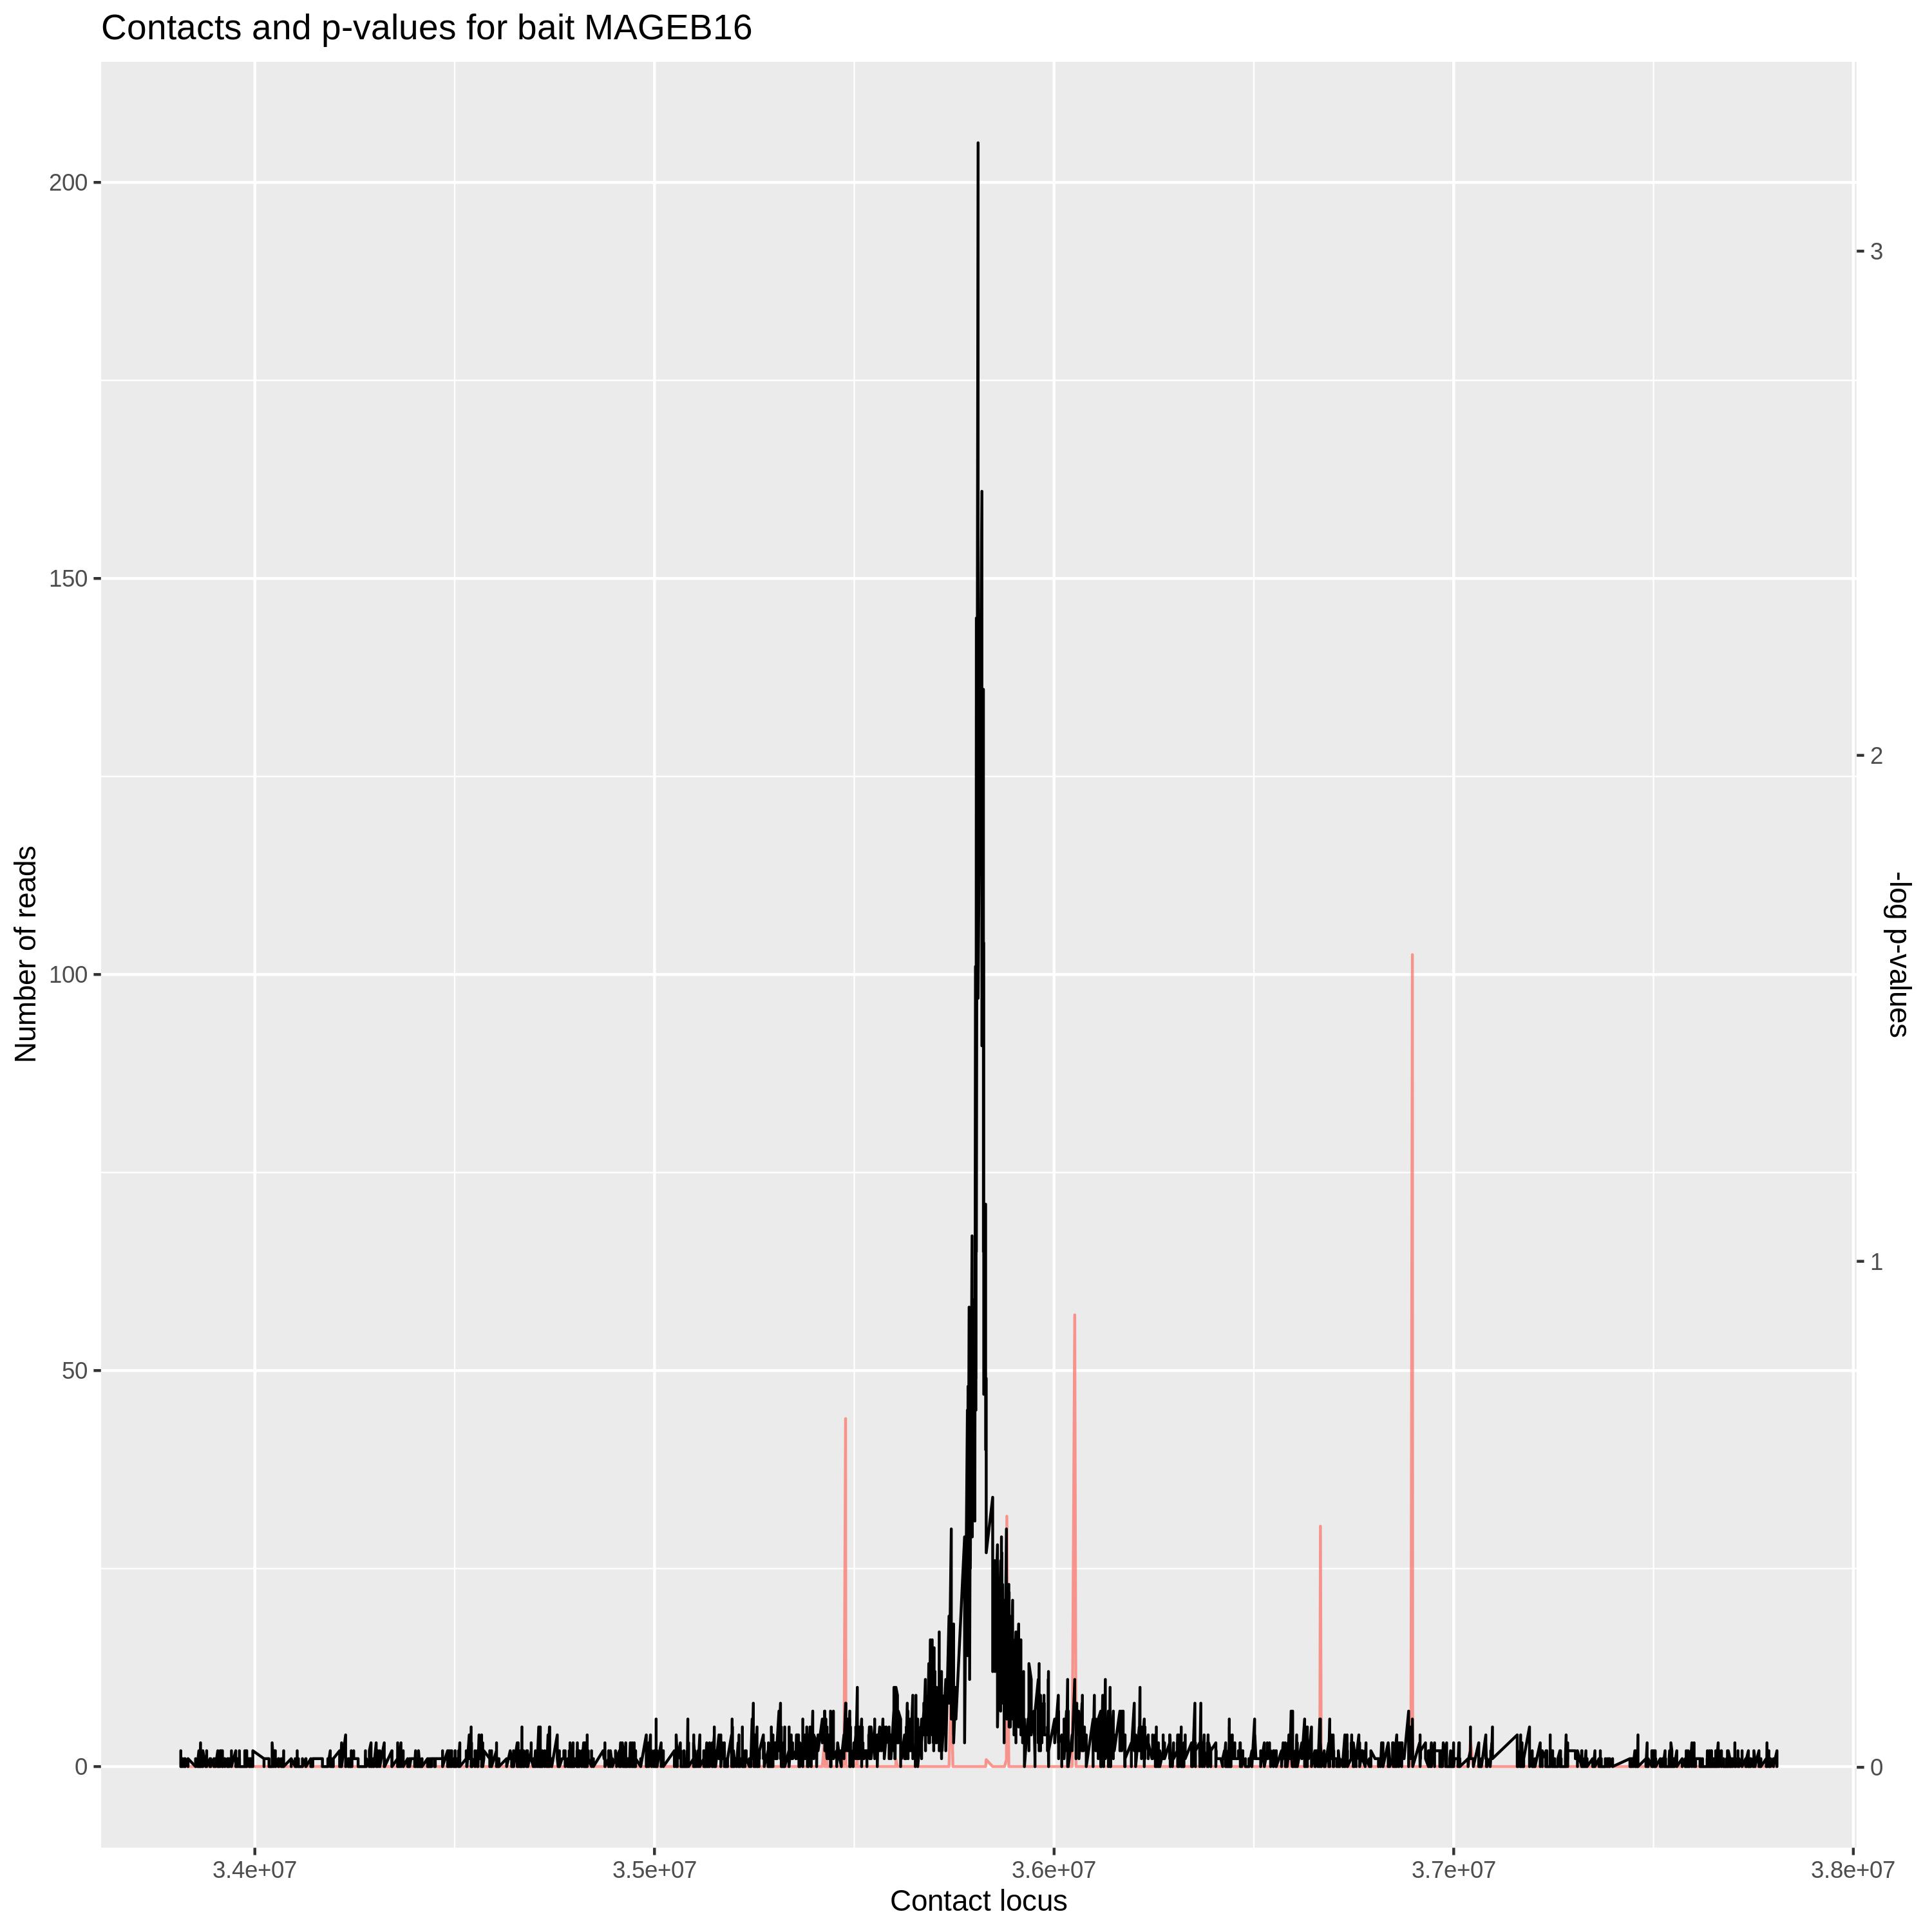 Contacts and p-values for bait MAGEB16
200
150
100
50
0
Number of reads
3
2
1
0
-log p-values
3.4e+07
3.5e+07
3.6e+07
3.7e+07
3.8e+07
Contact locus